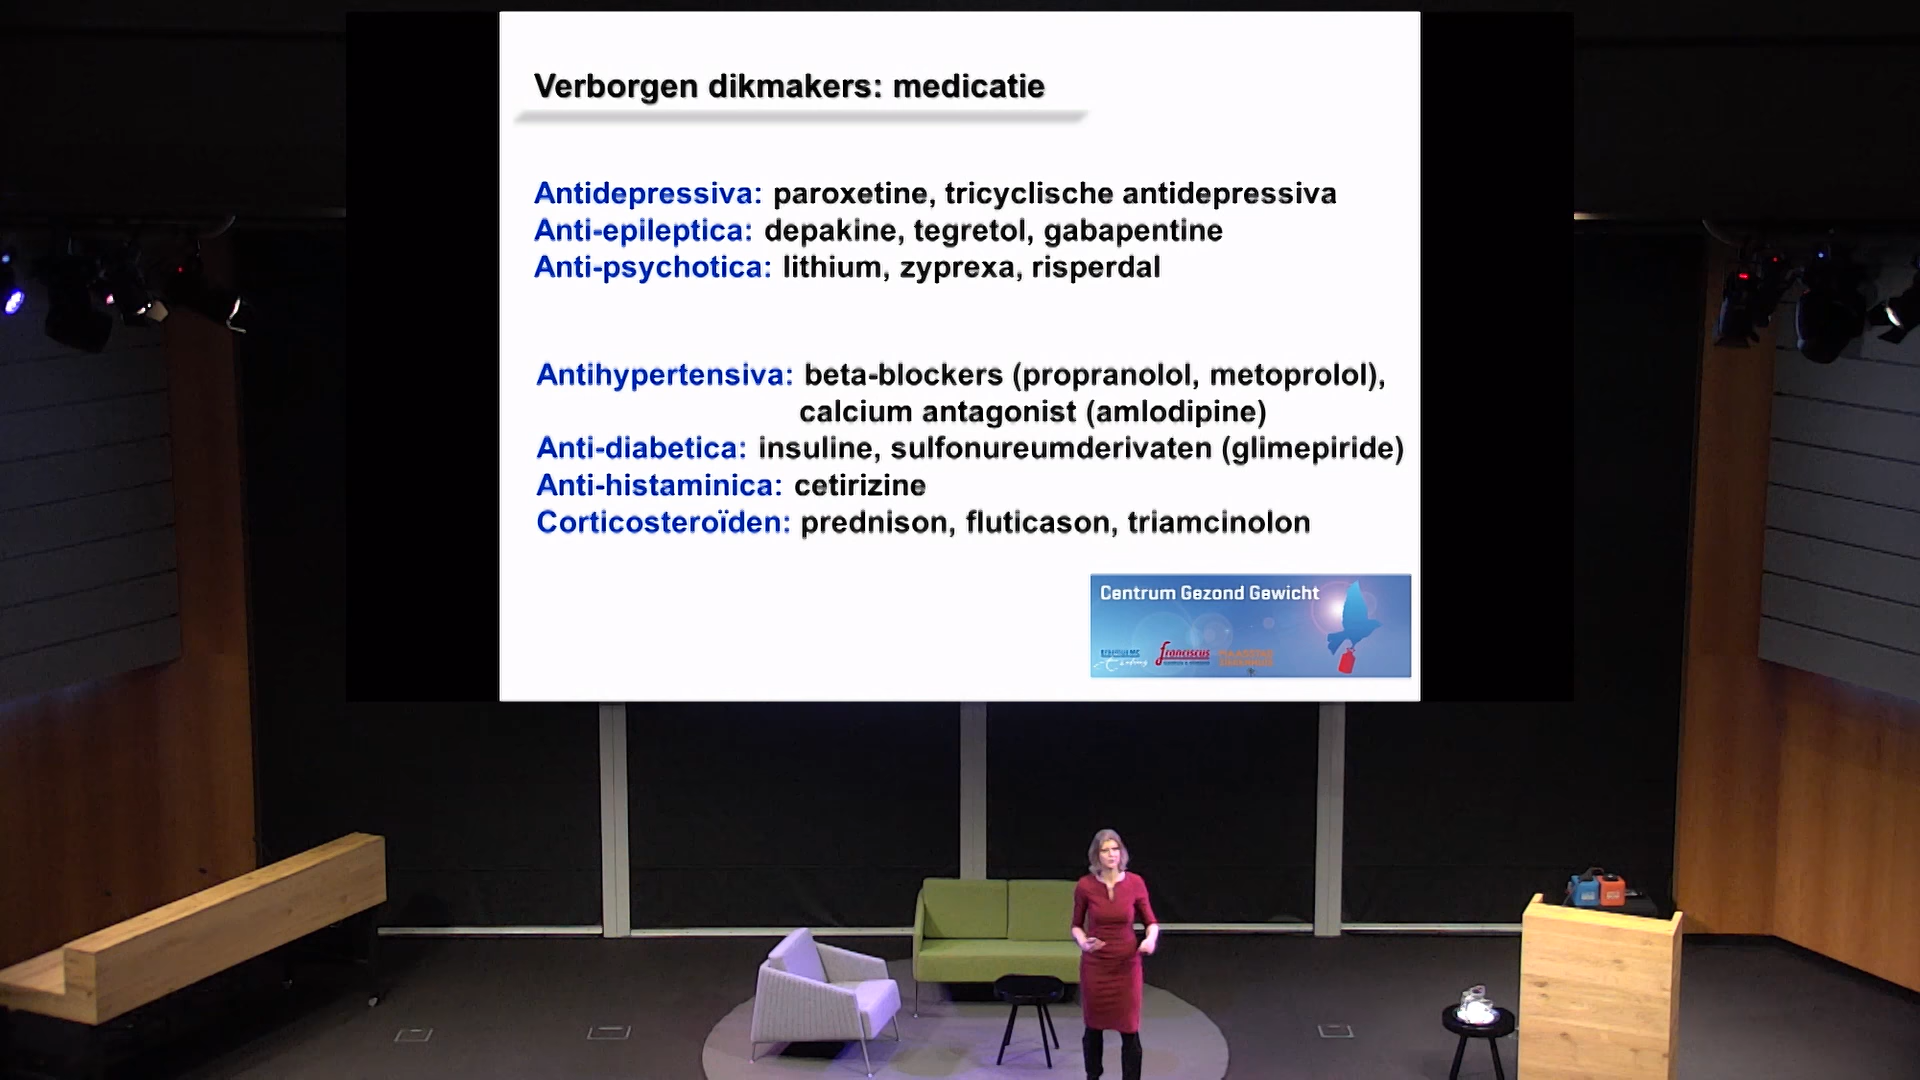 Verborgen dikmakers: medicatie
Antidepressiva: paroxetine, tricyclische antidepressiva
Anti-epileptica: depakine, tegretol, gabapentine
Anti-psychotica: lithium, zyprexa, risperdal
Antihypertensiva: beta-blockers (propranolol, metoprolol),
calcium antagonist (amlodipine)
Anti-diabetica: insuline, sulfonureumderivaten (glimepiride)
Anti-histaminica: cetirizine
Corticosteroïden: prednison, fluticason, triamcinolon
Centrum Gezond Gewicht
franciscus